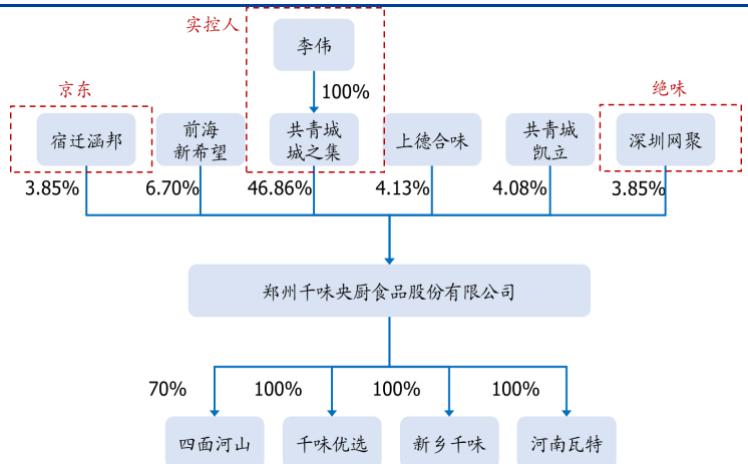 实控人
李伟
100%
京东
绝味
宿迁涵邦
前海
新希望
共青城
城之集
上德合味
共青城
凯立
深圳网聚
3.85%
6.70%
46.86%
4.13%
4.08%
3.85%
郑州千味央厨食品股份有限公司
70%
100%
100%
100%
四面河山
千味优选
新乡千味
河南瓦特